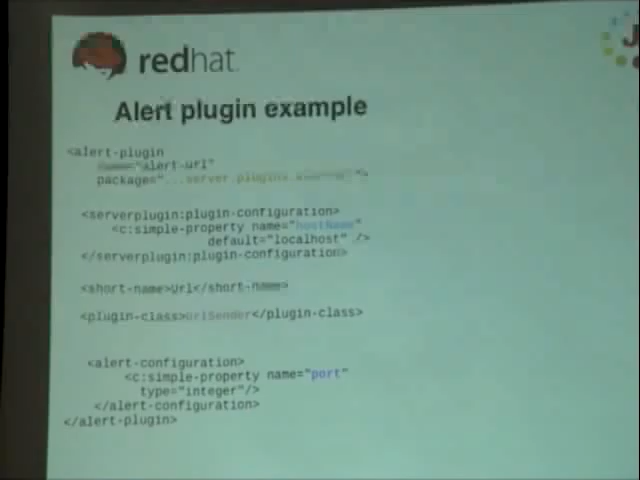 redhat.
J
Alert plugin example
<alert-plugin
name="alert-url"
package="...server.plugins.
<serverplugin:plugin-configuration>
<c:simple-property name="hostName"
default="localhost" />
</serverplugin:plugin-configuration>
<short-name>Url</short-name>
<plugin-class>UrlSender</plugin-class>
<alert-configuration>
<c:simple-property name="port"
type="integer"/>
</alert-configuration>
</alert-plugin>